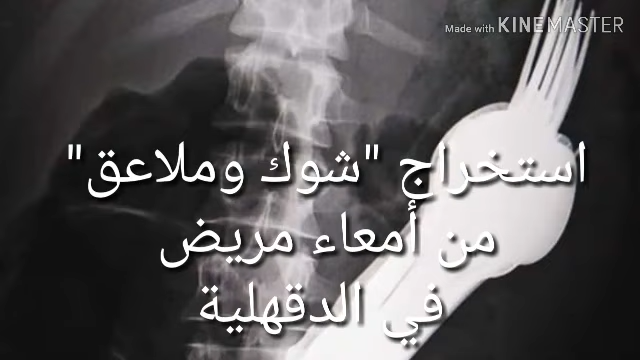 Made with KINEMASTER
استخراج "شوك وملاعق"
من أمعاء مريض
في الدقهلية